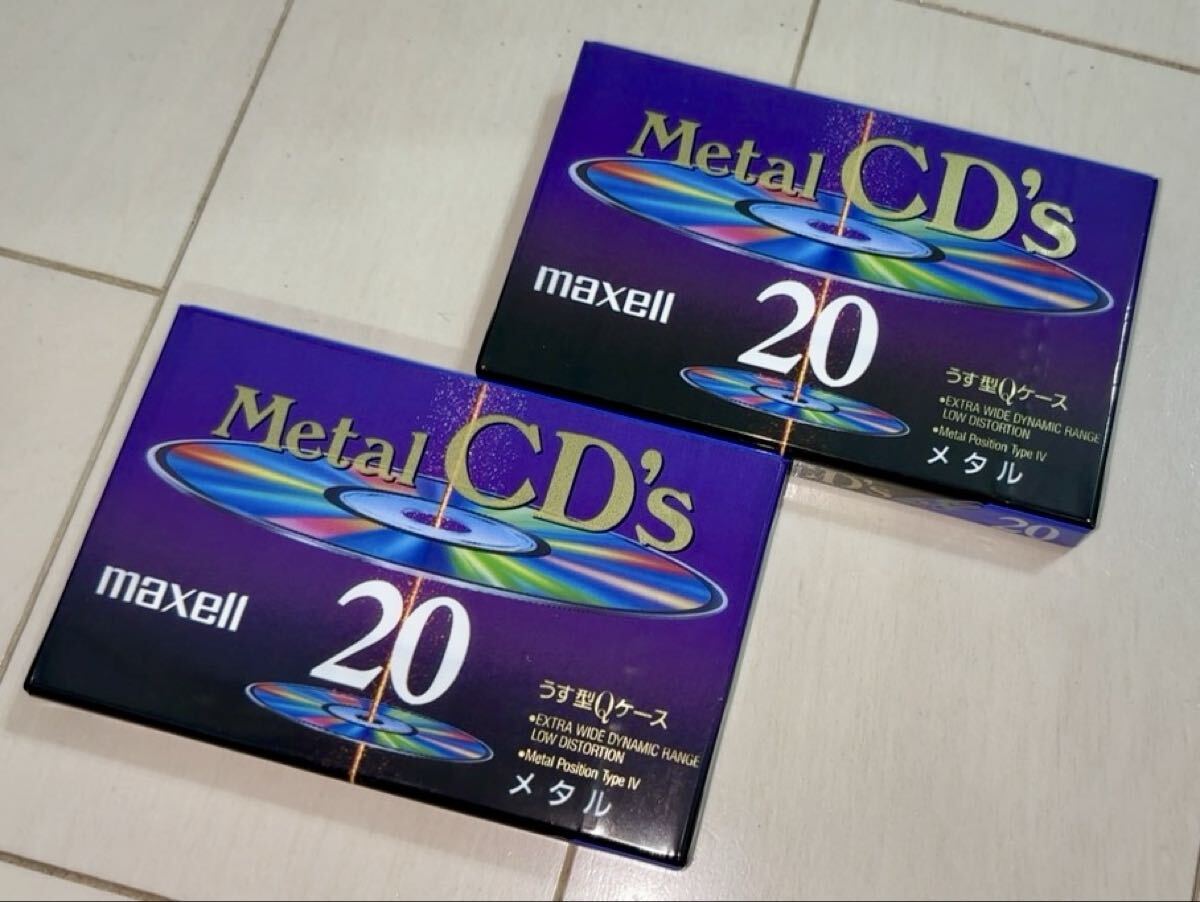 Metal CD's
maxell
20
うす型Qケース
•EXTRA WIDE DYNAMIC RANGE
LOW DISTORTION
•Metal Position Type IV
メタル
CD's
20
Metal CD's
maxell
20
うす型Qケース
•EXTRA WIDE DYNAMIC RANGE
LOW DISTORTION
•Metal Position Type IV
メタル